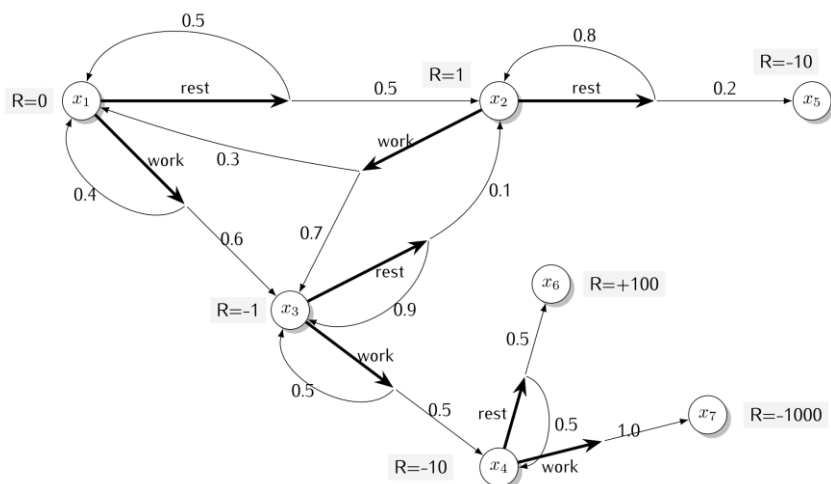 0.5
0.8
R=1
R=-10
R=0
x1
rest
0.5
x2
rest
0.2
x5
work
work
0.3
0.4
0.1
0.6
0.7
rest
x6
R=+100
R=-1
x3
0.9
work
0.5
0.5
0.5
rest
0.5
x7
R=-1000
1.0
R=-10
x4
work